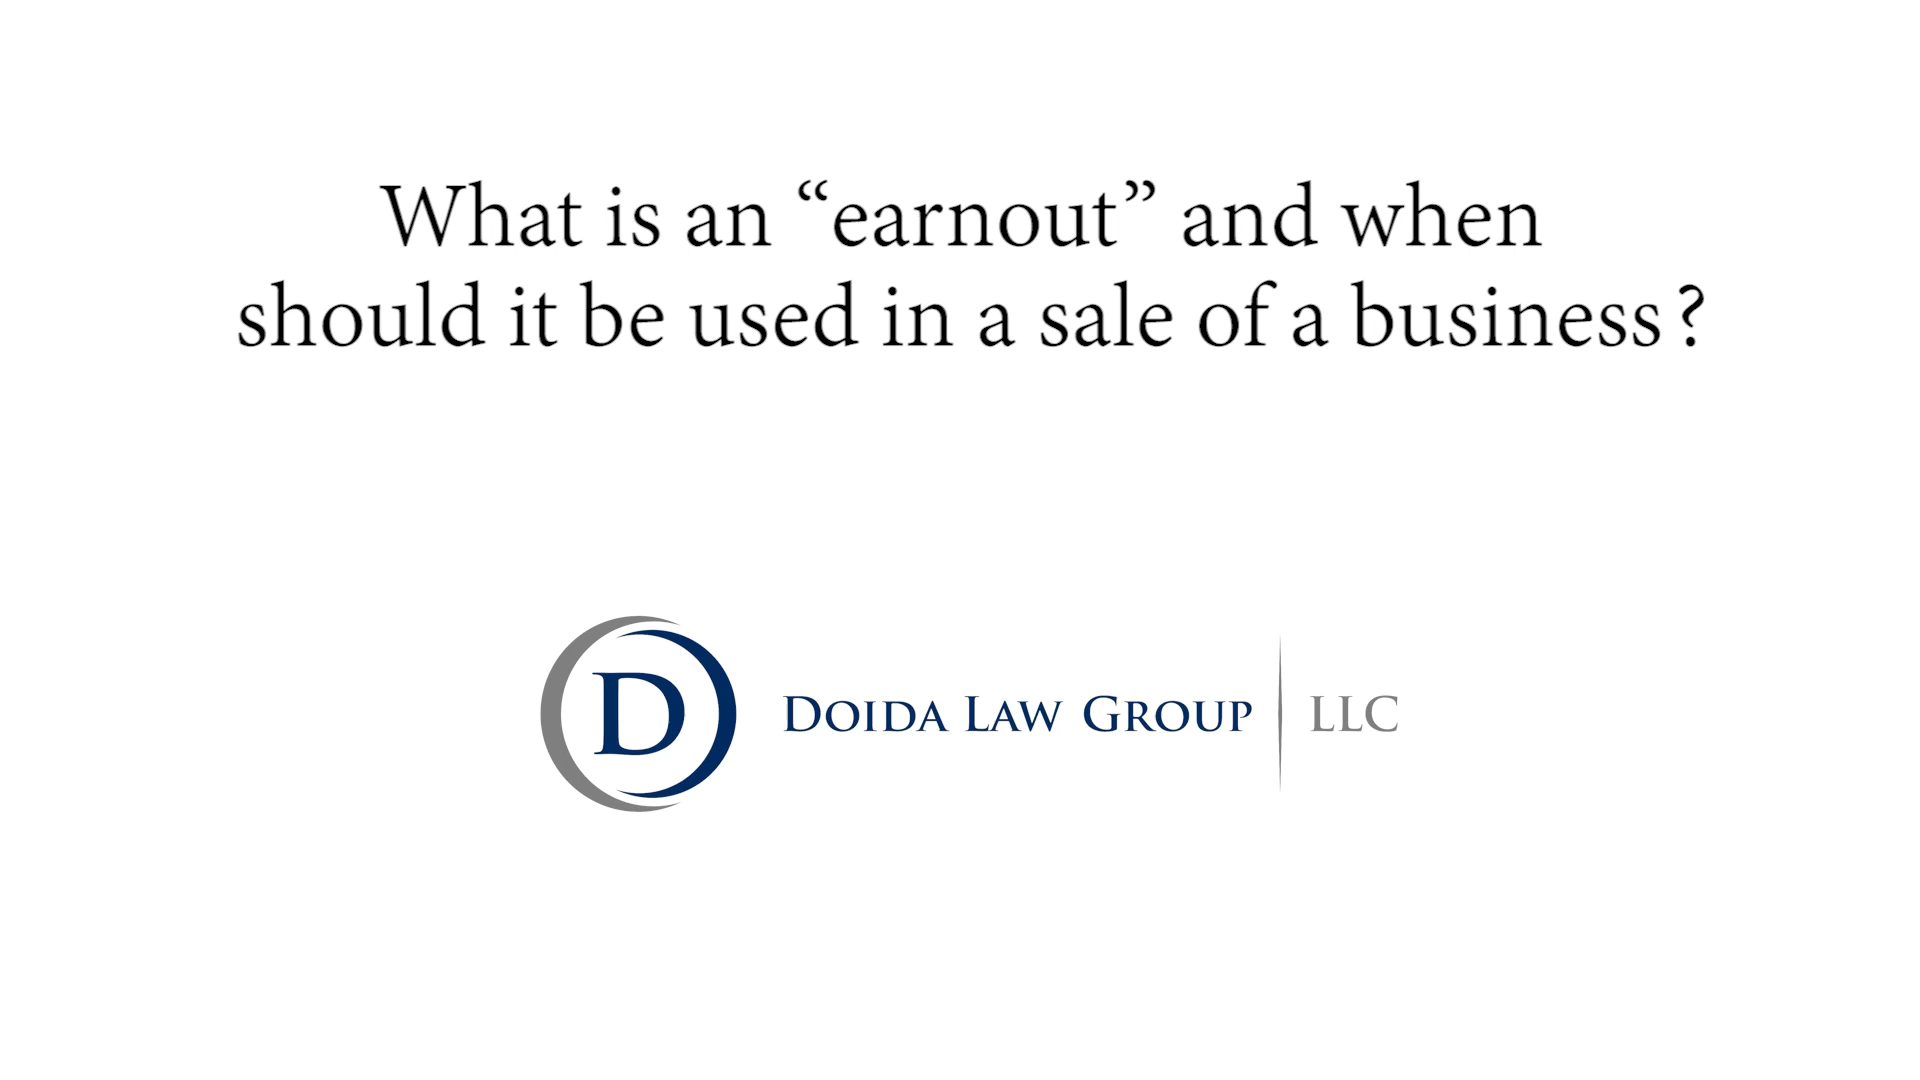 What is an “earnout” and when
should it be used in a sale of a business?
D
DOIDA LAW GROUP LLC